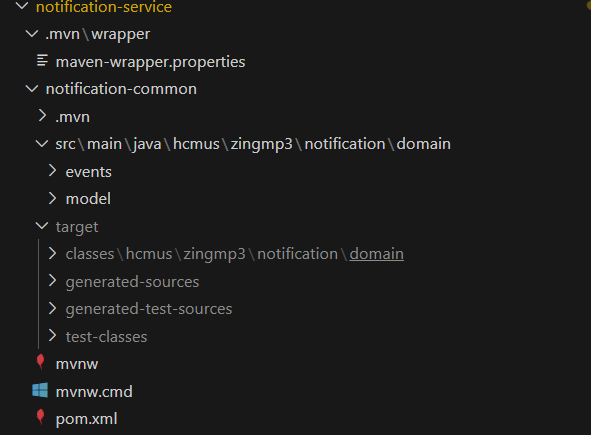 notification-service
.mvn\wrapper
maven-wrapper.properties
notification-common
.mvn
src\main\java\hcmus\zingmp3\notification\domain
events
model
target
classes\hcmus\zingmp3\notification\domain
generated-sources
generated-test-sources
test-classes
mvnw
mvnw.cmd
pom.xml